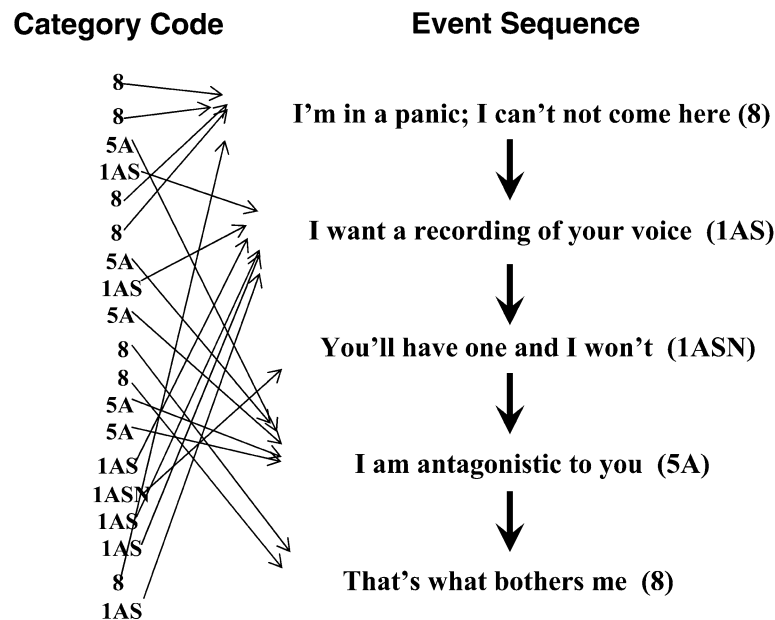 Category Code
Event Sequence
8
8
5A
1AS
8
8
5A
1AS
5A
8
8
5A
5A
1AS
1ASN
1AS
1AS
8
1AS
I'm in a panic; I can't not come here (8)
I want a recording of your voice (1AS)
You'll have one and I won't (1ASN)
I am antagonistic to you (5A)
That's what bothers me (8)